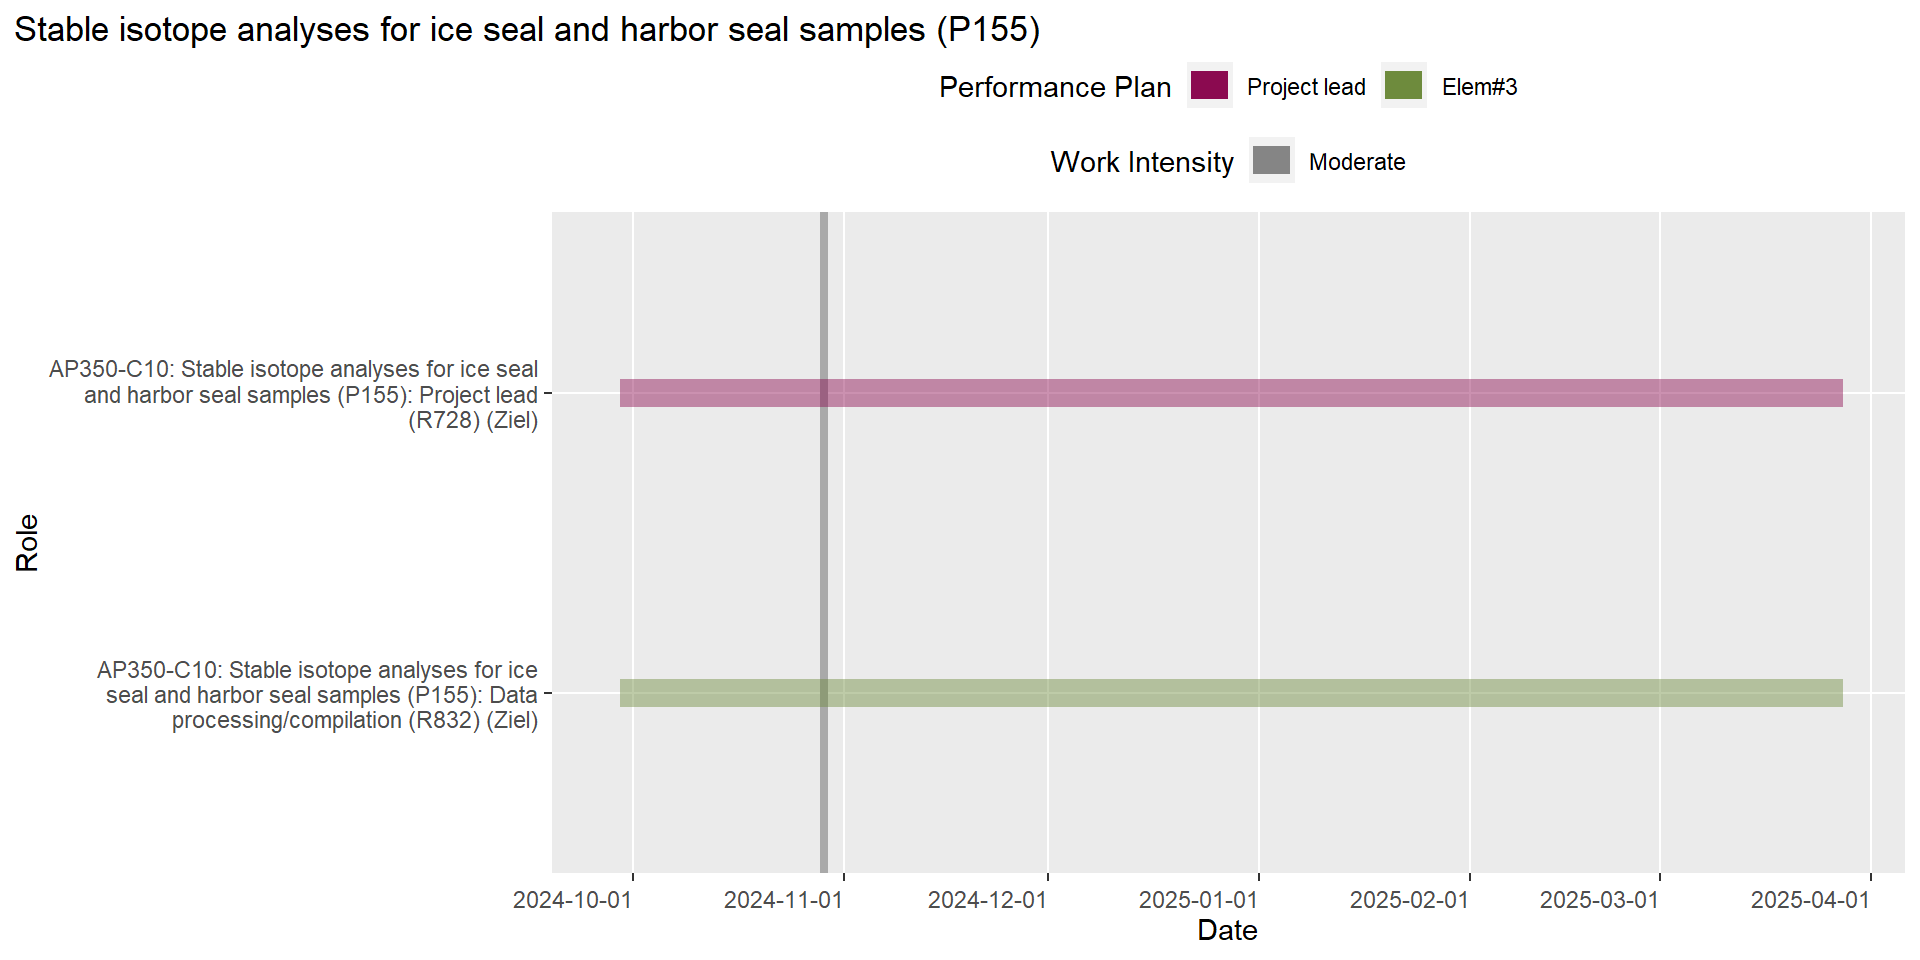 Stable isotope analyses for ice seal and harbor seal samples (P155)
Performance Plan Project lead Elem#3
Work Intensity Moderate
AP350-C10: Stable isotope analyses for ice seal
and harbor seal samples (P155): Project lead
(R728) (Ziel)
Role
AP350-C10: Stable isotope analyses for ice
seal and harbor seal samples (P155): Data
processing/compilation (R832) (Ziel)
2024-10-01 2024-11-01 2024-12-01 2025-01-01 2025-02-01 2025-03-01 2025-04-01
Date